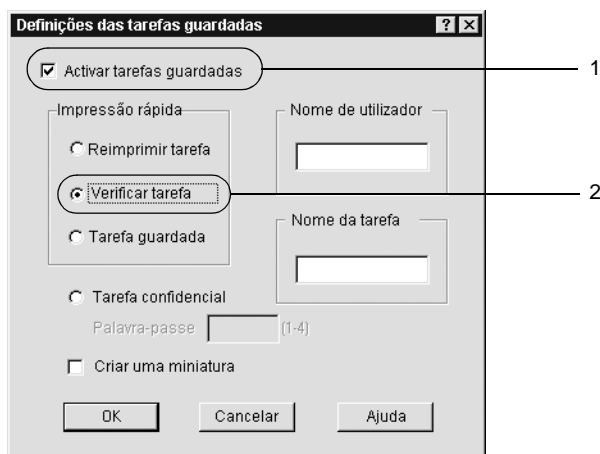 Definições das tarefas guardadas
? X
Activar tarefas guardadas
1
Impressão rápida
Reimprimir tarefa
Verificar tarefa
2
Tarefa guardada
Nome de utilizador
Nome da tarefa
Tarefa confidencial
Palavra-passe (1-4)
Criar uma miniatura
OK Cancelar Ajuda